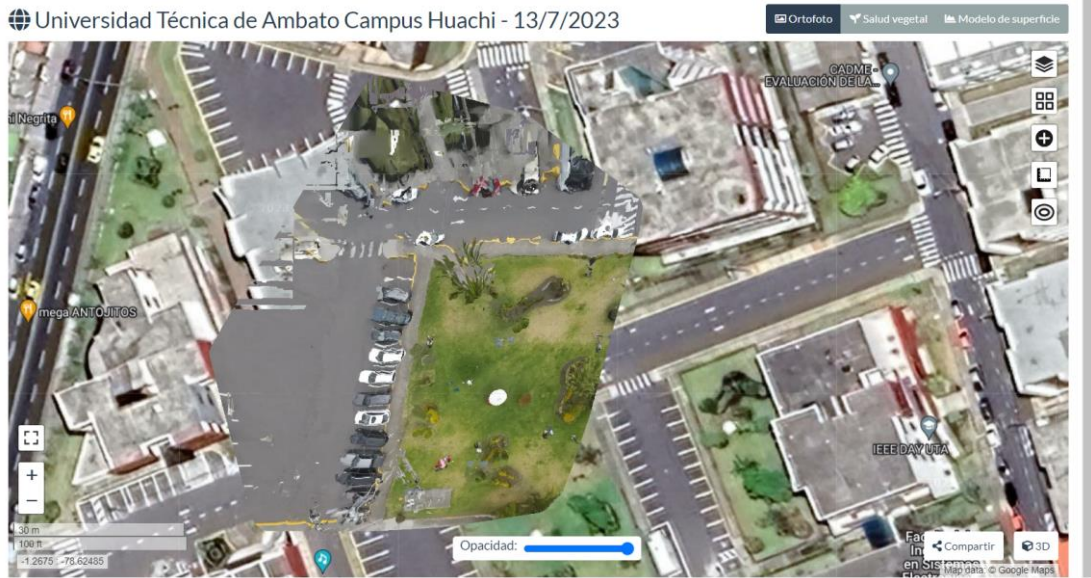 Universidad Técnica de Ambato Campus Huachi - 13/7/2023
Ortofoto
Salud vegetal
Modelo de superficie
CADME -
EVALUACIÓN DE LA...
Negrita
mega ANTOJITOS
IEEE DAY UTA
+
−
30 m
100 ft
-1.2675 -78.62485
Opacidad:
en Sistemas
Compartir
3D
Map data: © Google Maps